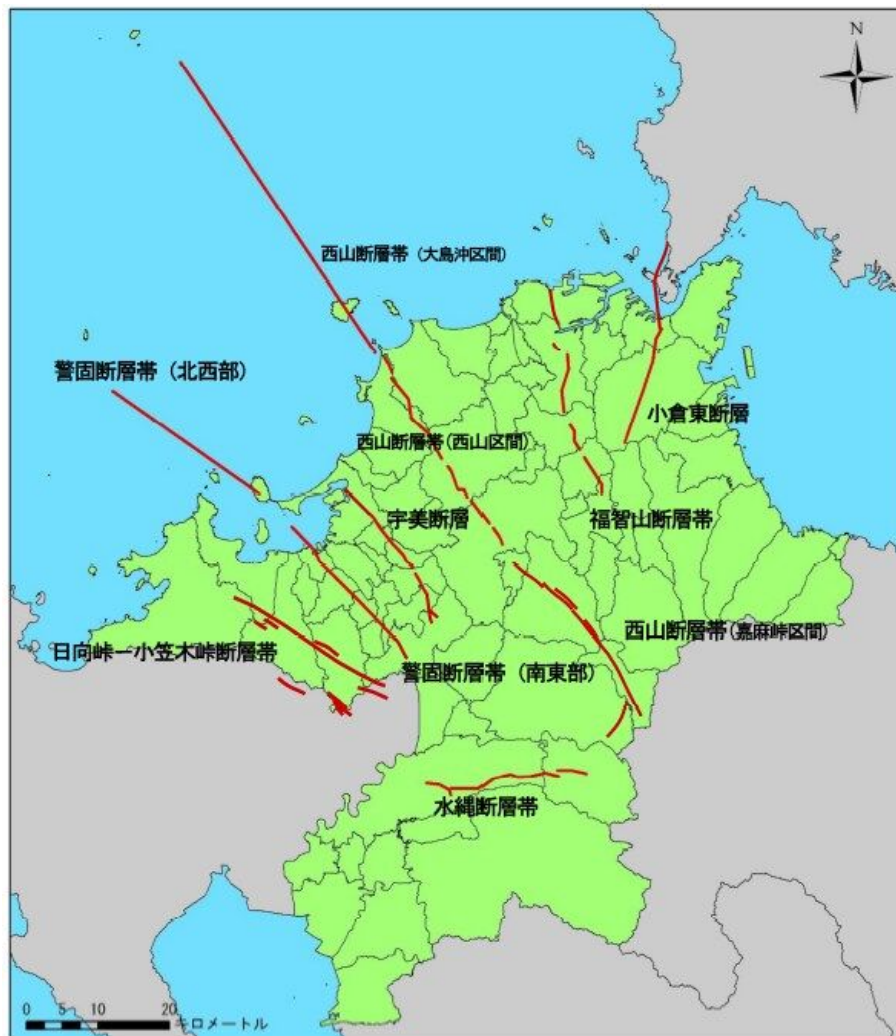 N
西山断層帯(大島沖区間)
警固断層帯(北西部)
小倉東断層
西山断層帯(西山区間)
宇美断層
福智山断層帯
西山断層帯(嘉麻峠区間)
日向峠ー小笠木峠断層帯
警固断層帯(南東部)
水縄断層帯
0 5 10 20
キロメートル